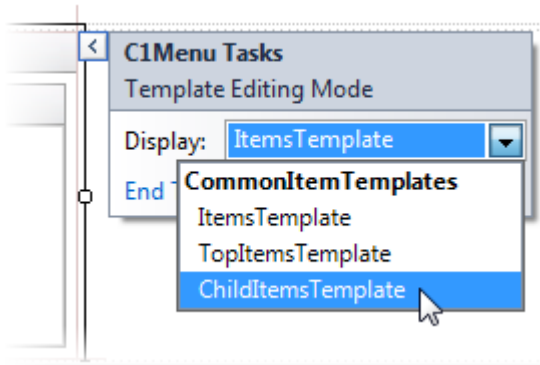 C1Menu Tasks
Template Editing Mode
Display: ItemsTemplate
End
CommonItemTemplates
ItemsTemplate
TopItemsTemplate
ChildItemsTemplate